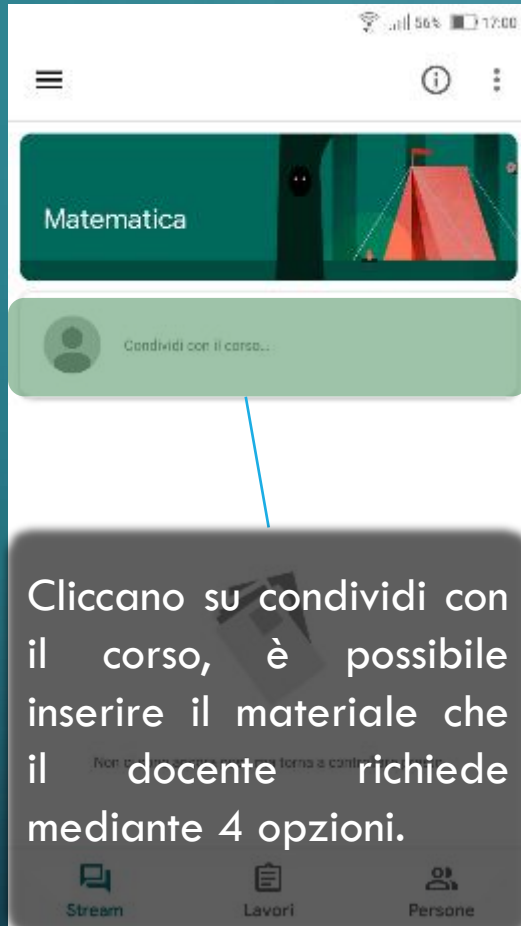 56% 17:00
Matematica
Condividi con il corso...
Cliccano su condividi con
il corso, è possibile
inserire il materiale che
il docente richiede
mediante 4 opzioni.
Stream Lavori Persone